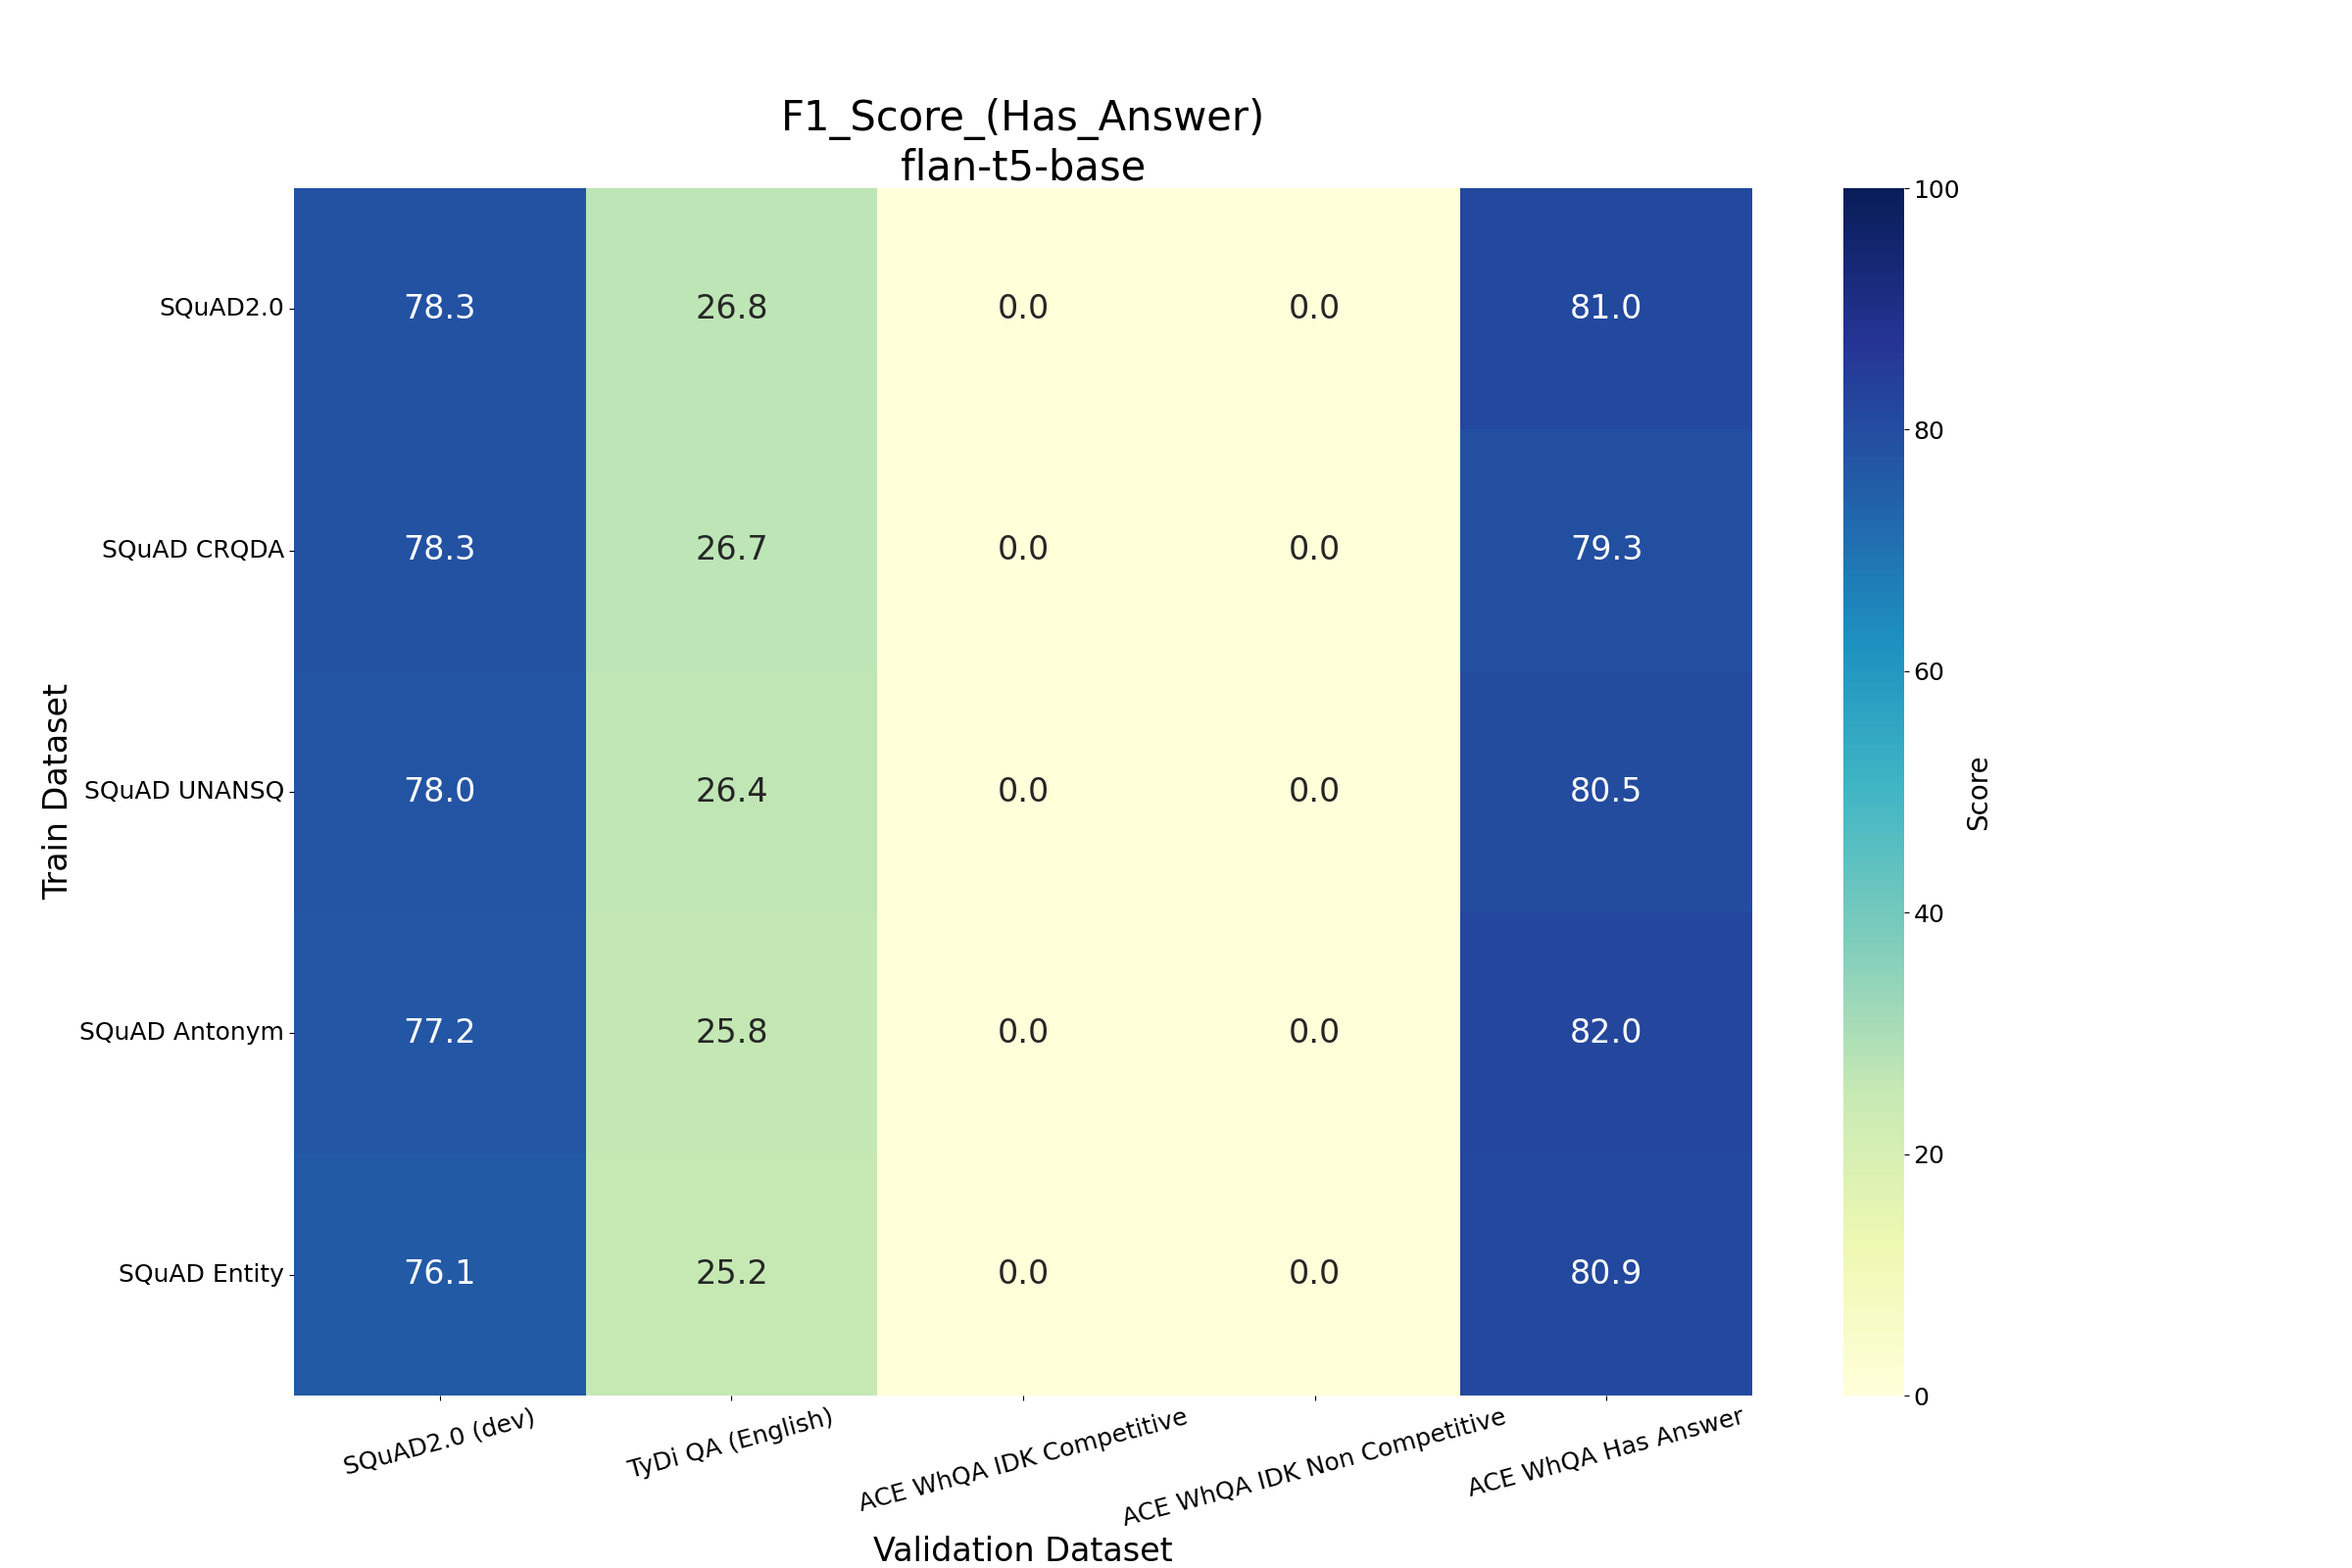 F1_Score_(Has_Answer)
flan-t5-base
Train Dataset
SQuAD2.0 78.3 26.8 0.0 0.0 81.0
SQuAD CRQDA 78.3 26.7 0.0 0.0 79.3
SQuAD UNANSQ 78.0 26.4 0.0 0.0 80.5
SQuAD Antonym 77.2 25.8 0.0 0.0 82.0
SQuAD Entity 76.1 25.2 0.0 0.0 80.9
SQuAD2.0 (dev)
TyDi QA (English)
ACE WhQA IDK Competitive
ACE WhQA IDK Non Competitive
ACE WhQA Has Answer
Validation Dataset
100
80
60
40
20
0
Score